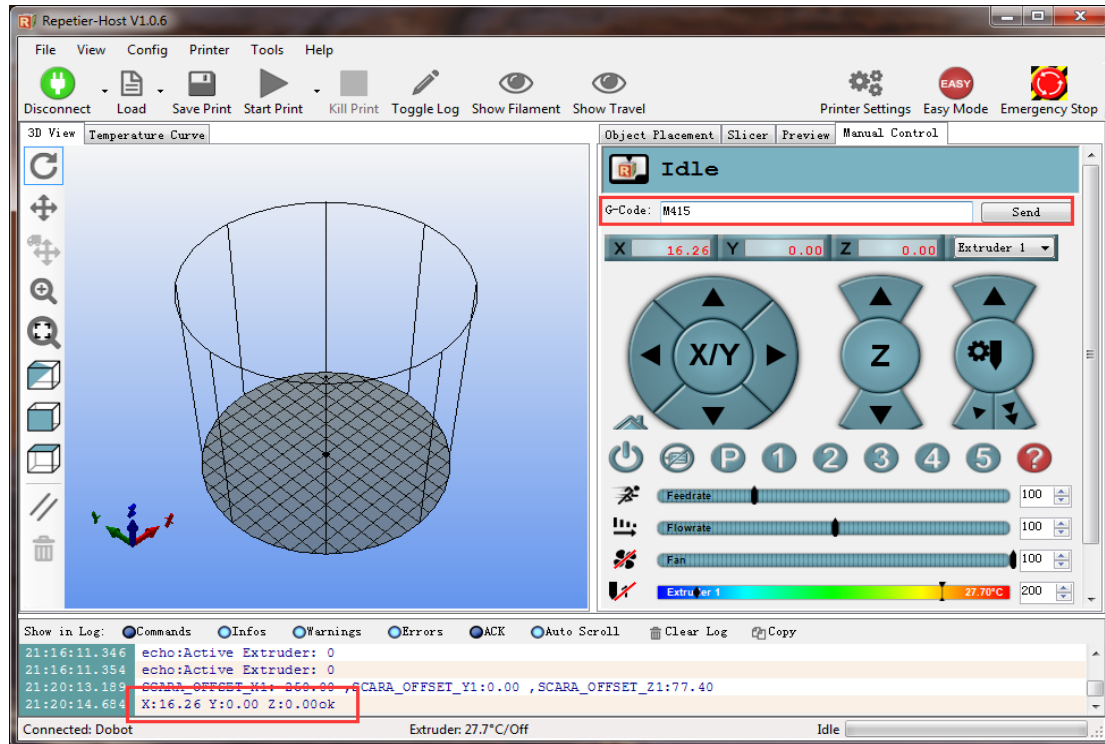 Repetier-Host V1.0.6
File View Config Printer Tools Help
Disconnect Load Save Print Start Print Kill Print Toggle Log Show Filament Show Travel Printer Settings Easy Mode Emergency Stop
EASY
3D View Temperature Curve Object Placement Slicer Preview Manual Control
Idle
G-Code: M415 Send
X 16.26 Y 0.00 Z 0.00 Extruder 1
X/Y Z
P 1 2 3 4 5 ?
Feedrate 100
Flowrate 100
Fan 100
Extruder 1 27.70°C 200
Y Z X
Show in Log: Commands Infos Warnings Errors ACK Auto Scroll Clear Log Copy
21:16:11.346 echo:Active Extruder: 0
21:16:11.354 echo:Active Extruder: 0
21:20:13.189 SCARA_OFFSET_X1:-250.00 ,SCARA_OFFSET_Y1:0.00 ,SCARA_OFFSET_Z1:77.40
21:20:14.684 X:16.26 Y:0.00 Z:0.00ok
Connected: Dobot Extruder: 27.7°C/Off Idle